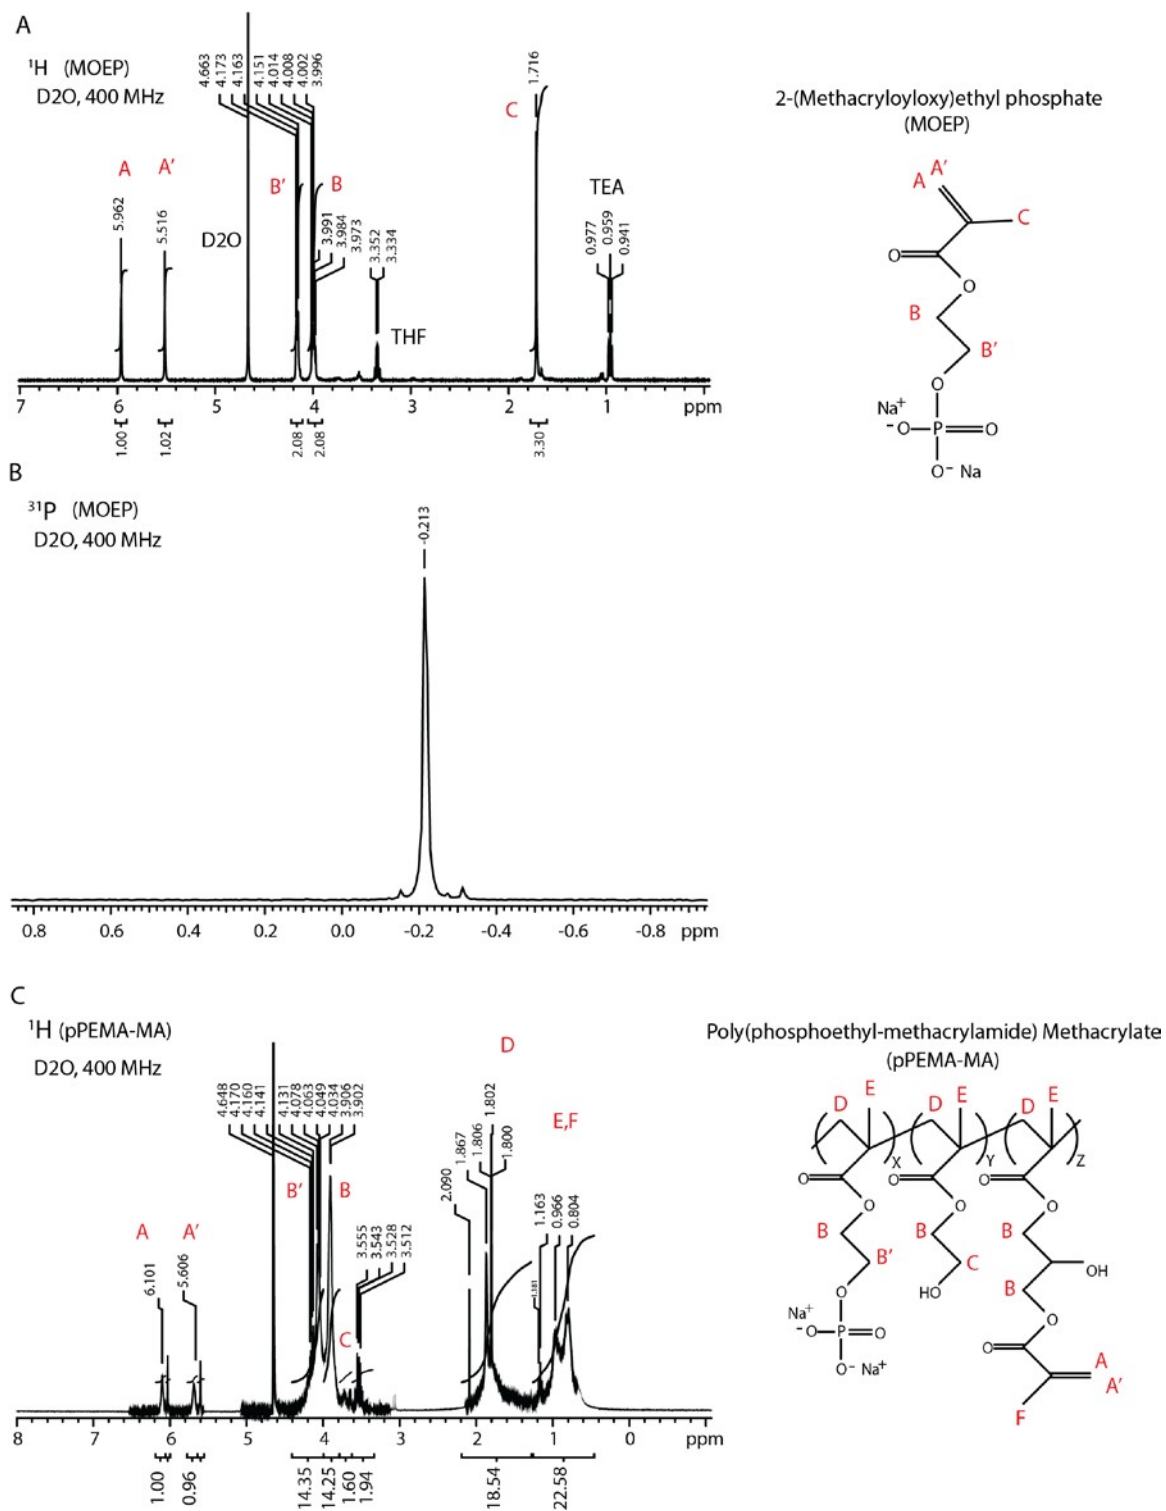 A
¹H (MOEP)
D2O, 400 MHz
4.663
4.173
4.163
4.151
4.014
4.008
4.002
3.996
1.716
C
A
A'
B'
B
5.962
5.516
D2O
3.991
3.984
3.973
3.352
3.334
THF
TEA
0.977
0.959
0.941
7 6 5 4 3 2 1 ppm
1.00
1.02
2.08
2.08
3.30
2-(Methacryloyloxy)ethyl phosphate
(MOEP)
A A'
C
O
O
B
B'
O
Na⁺
⁻O P O
O⁻ Na
B
³¹P (MOEP)
D2O, 400 MHz
-0.213
0.8 0.6 0.4 0.2 0.0 -0.2 -0.4 -0.6 -0.8 ppm
C
¹H (pPEMA-MA)
D2O, 400 MHz
4.648
4.170
4.160
4.141
4.131
4.078
4.063
4.049
4.034
3.906
3.902
D
E,F
A
A'
B'
B
C
6.101
5.606
3.555
3.543
3.528
3.512
2.090
1.867
1.806
1.802
1.800
1.181
1.163
0.966
0.804
8 7 6 5 4 3 2 1 0 ppm
1.00
0.96
14.35
14.25
1.60
1.94
18.54
22.58
Poly(phosphoethyl-methacrylamide) Methacrylate
(pPEMA-MA)
D E D E D E
X Y Z
O O O
O O O
B B B
B' C OH
O HO B
Na⁺ O
⁻O P O O
O⁻ Na⁺ A
A'
F